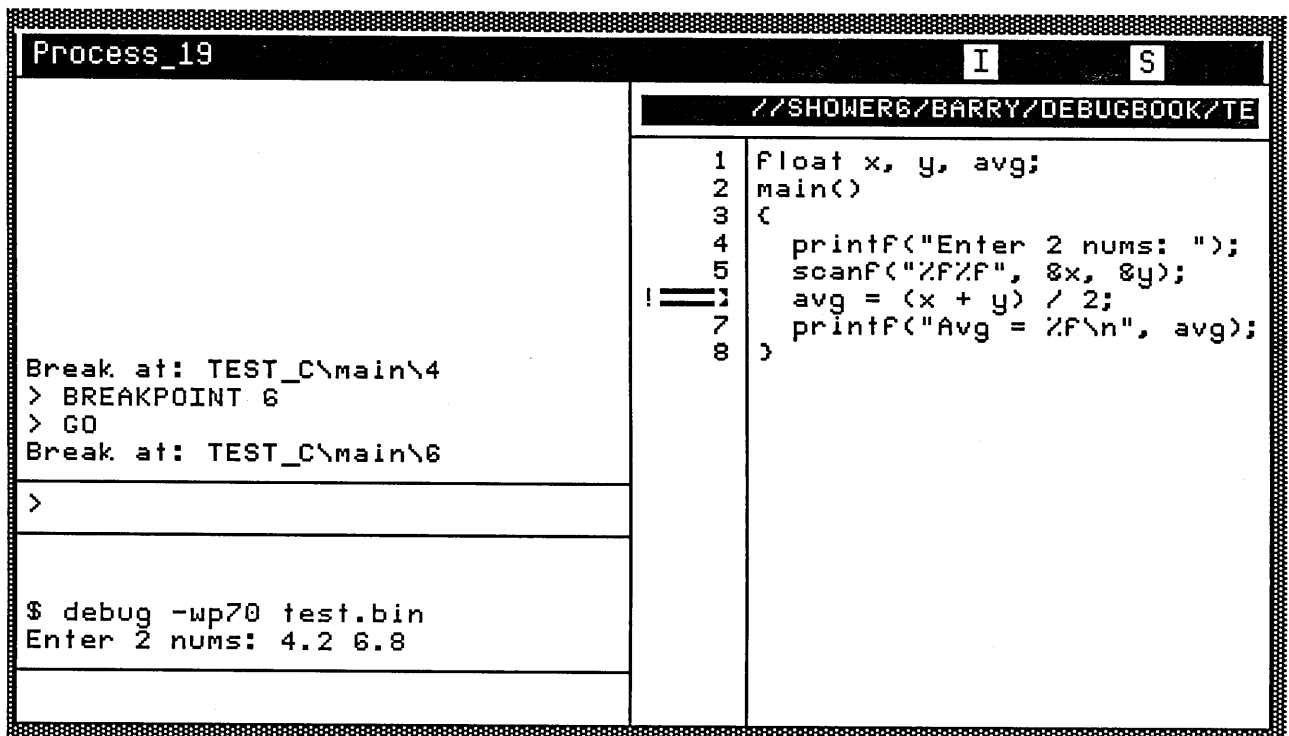 Process_19
I
S
Break at: TEST_C\main\4
> BREAKPOINT 6
> GO
Break at: TEST_C\main\6
>
$ debug -wp70 test.bin
Enter 2 nums: 4.2 6.8
//SHOWER6/BARRY/DEBUGBOOK/TE
1 float x, y, avg;
2 main()
3 {
4 printf("Enter 2 nums: ");
5 scanf("%f%f", &x, &y);
! avg = (x + y) / 2;
7 printf("Avg = %f\n", avg);
8 }